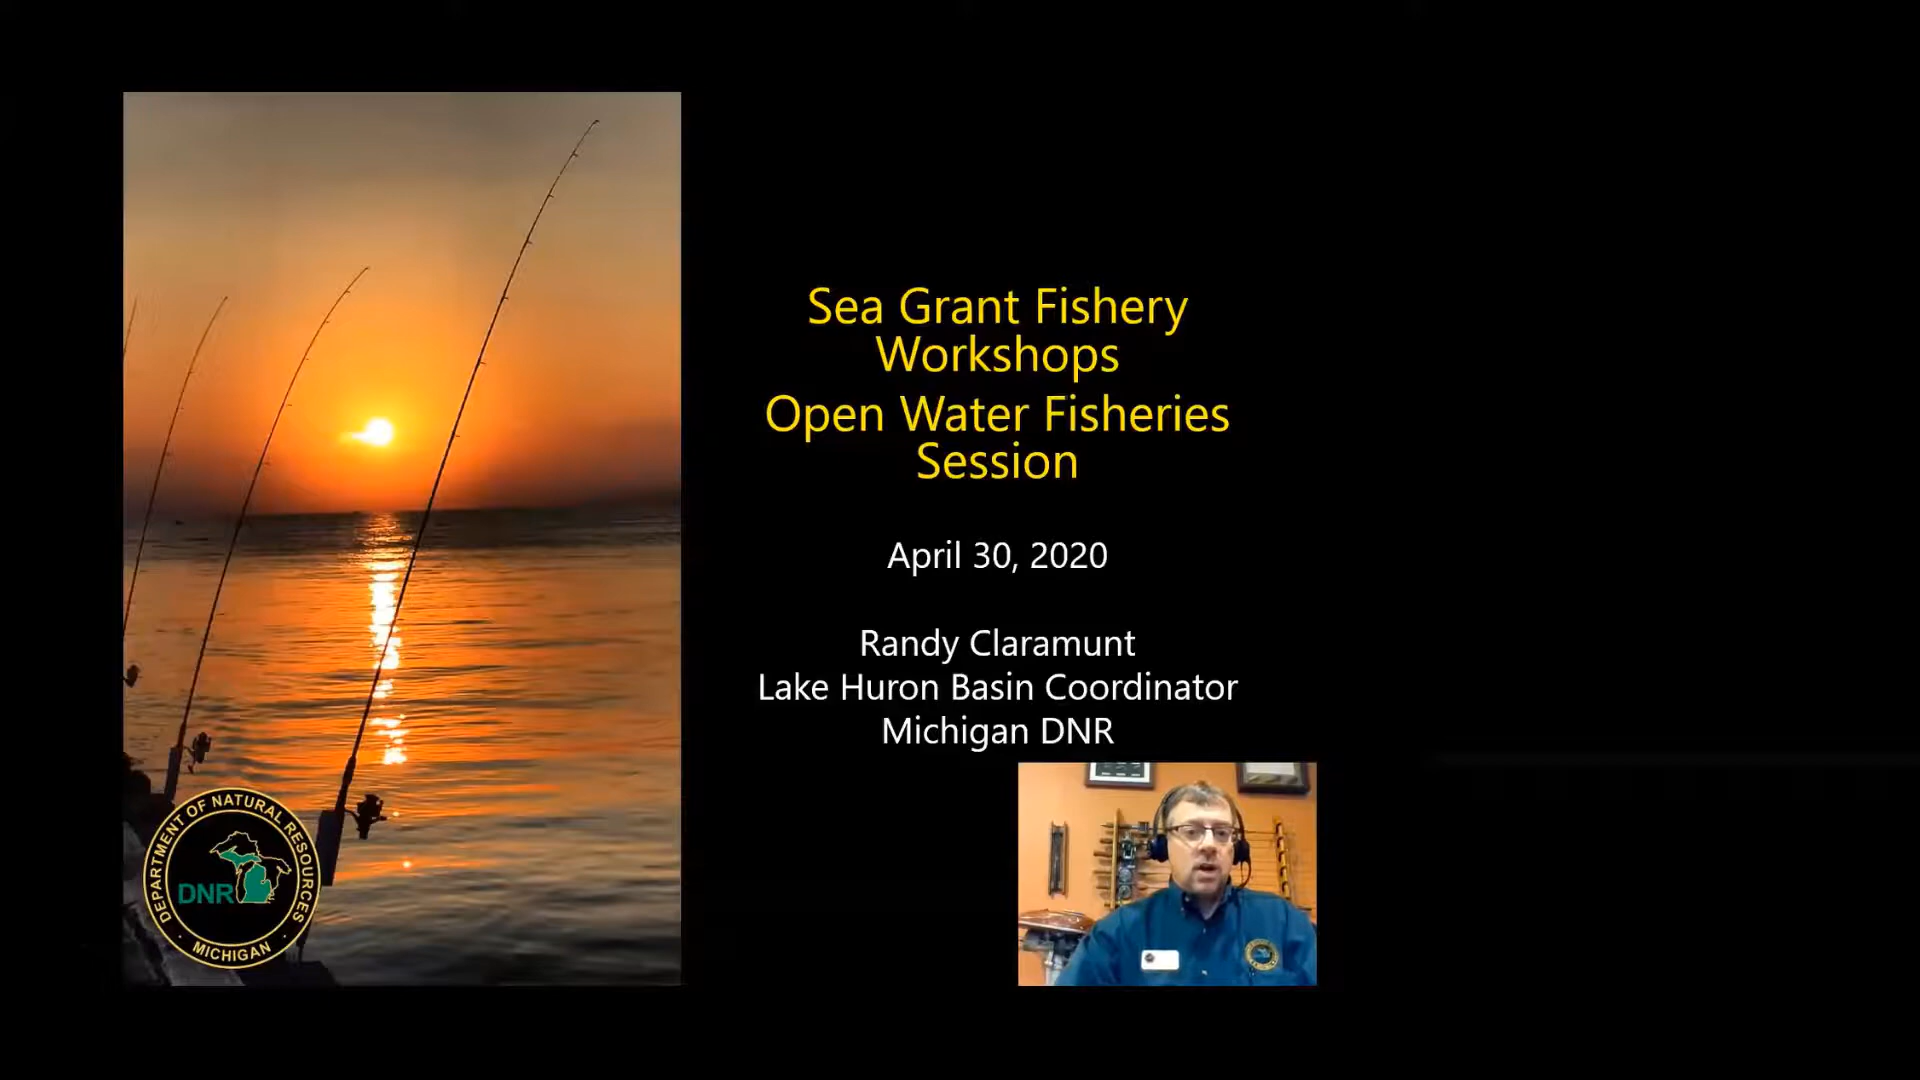 Sea Grant Fishery
Workshops
Open Water Fisheries
Session
April 30, 2020
Randy Claramunt
Lake Huron Basin Coordinator
Michigan DNR
DEPARTMENT OF NATURAL RESOURCES
DNR
MICHIGAN